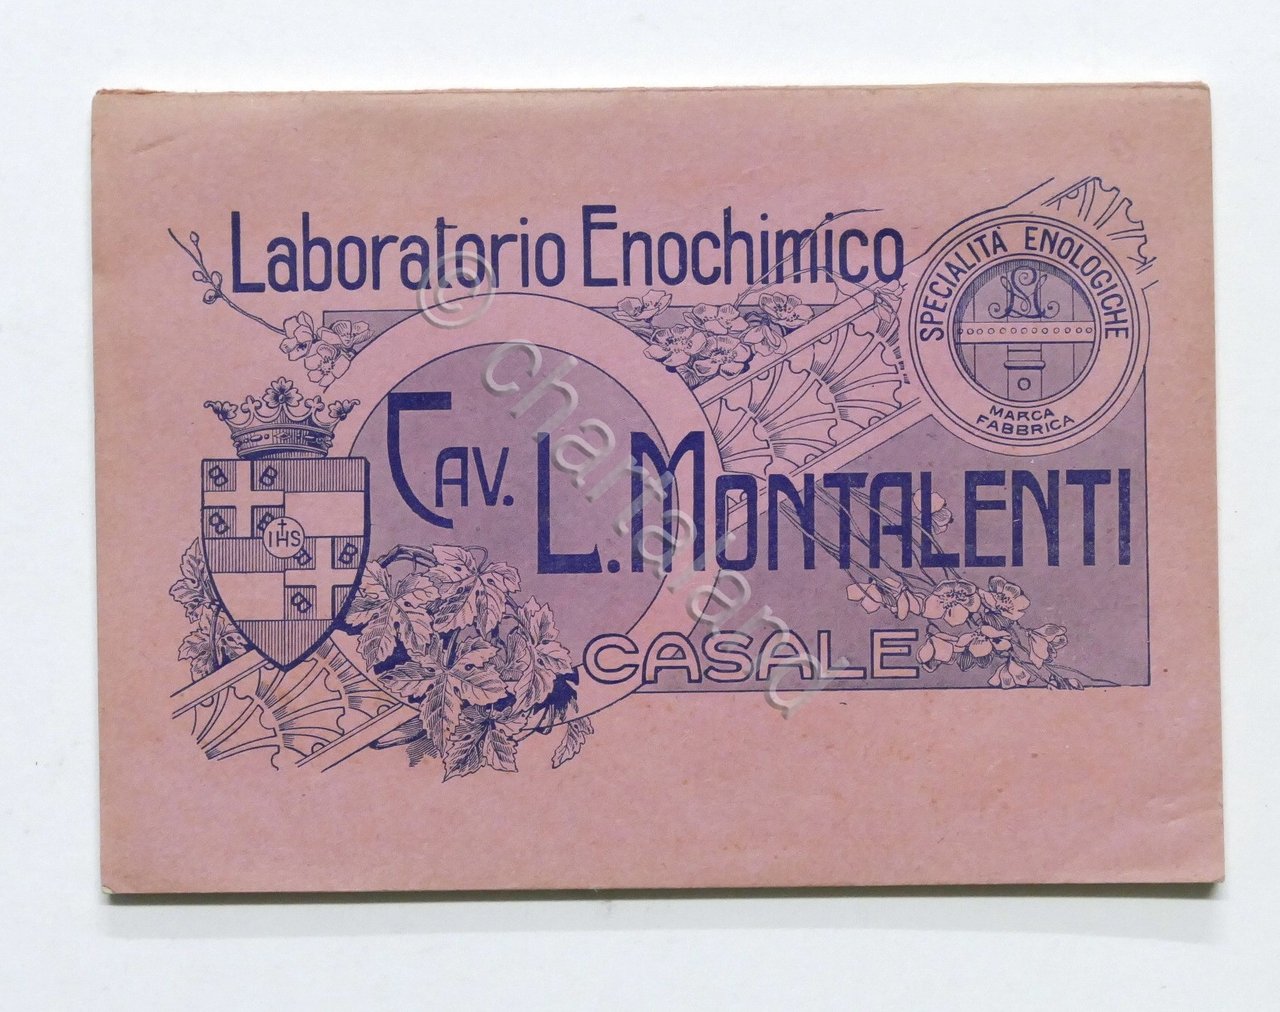 Laboratorio Enochimico
SPECIALITÀ ENOLOGICHE
MARCA
FABBRICA
CAV. L. MONTALENTI
B B
B B
IHS
B B
B B
CASALE
© chartaland